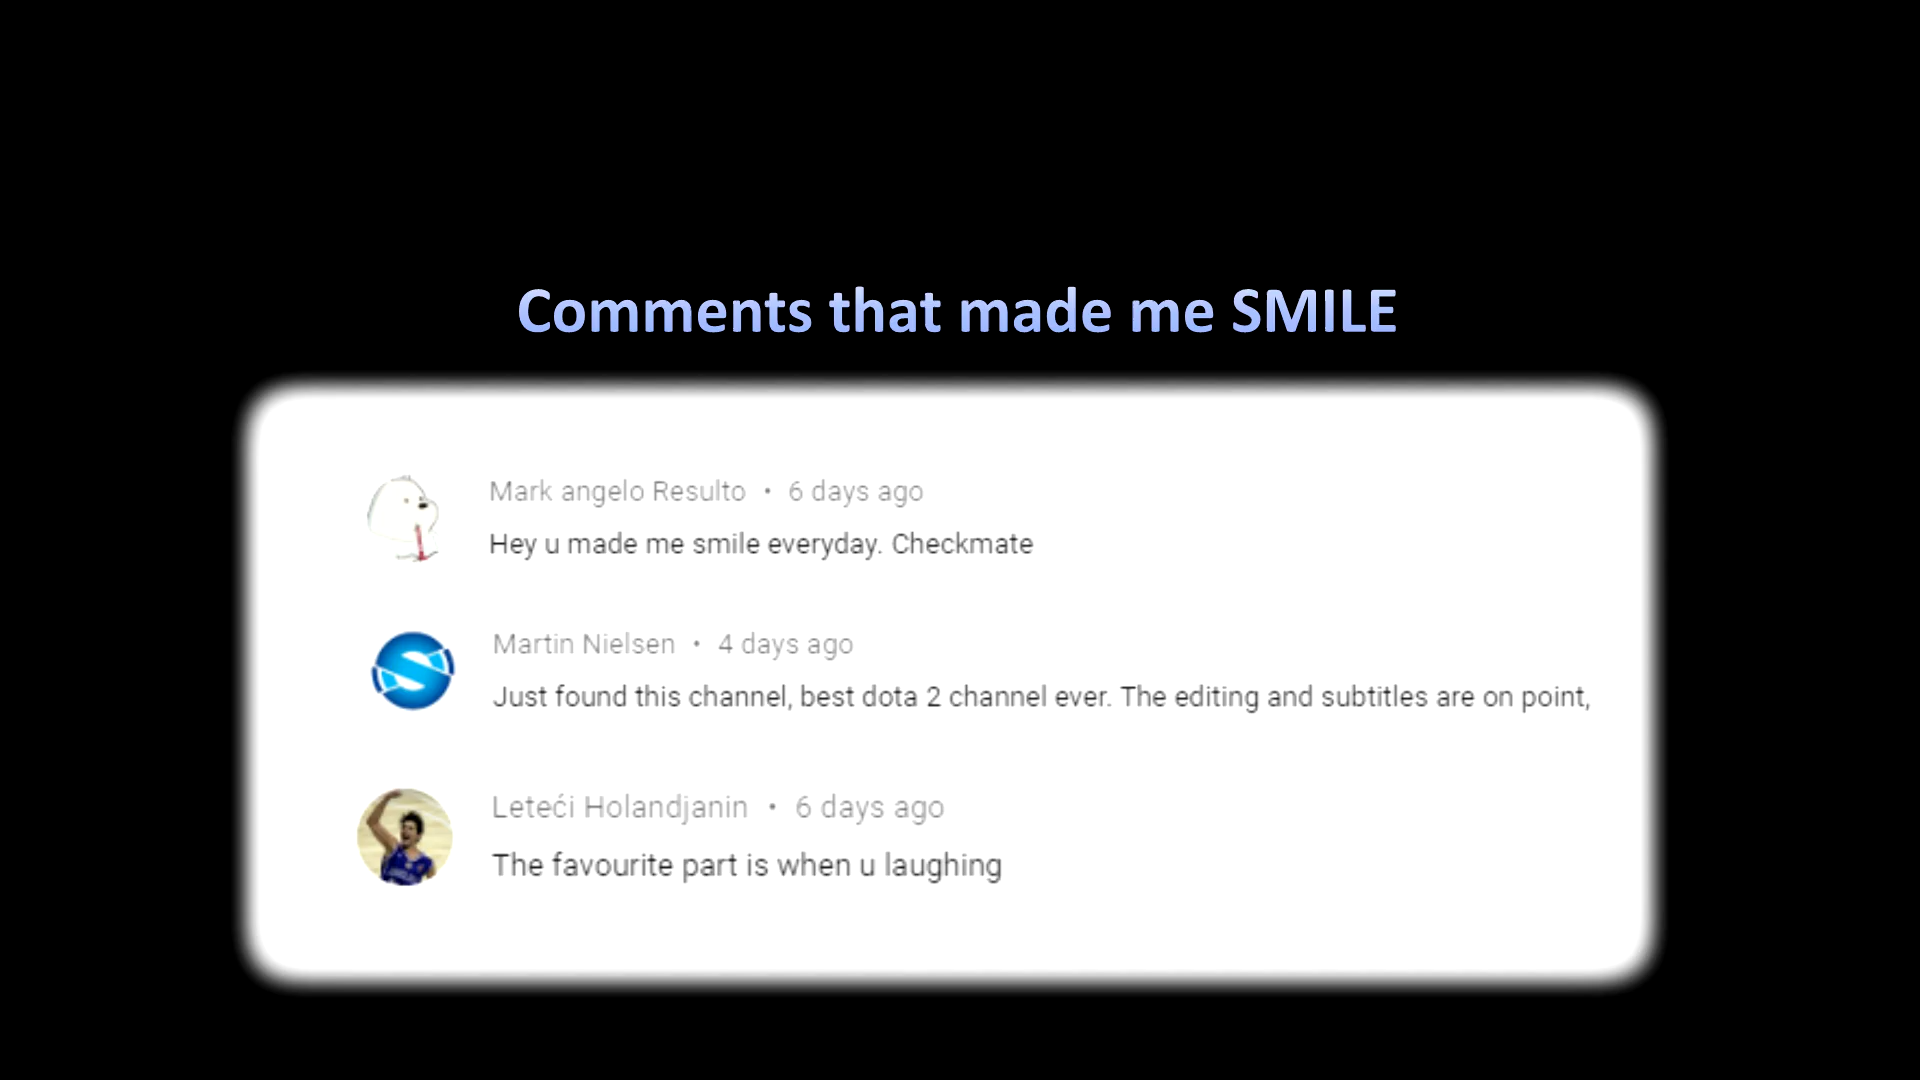 Comments that made me SMILE
Mark angelo Resulto • 6 days ago
Hey u made me smile everyday. Checkmate
Martin Nielsen • 4 days ago
Just found this channel, best dota 2 channel ever. The editing and subtitles are on point,
Leteći Holandjanin • 6 days ago
The favourite part is when u laughing